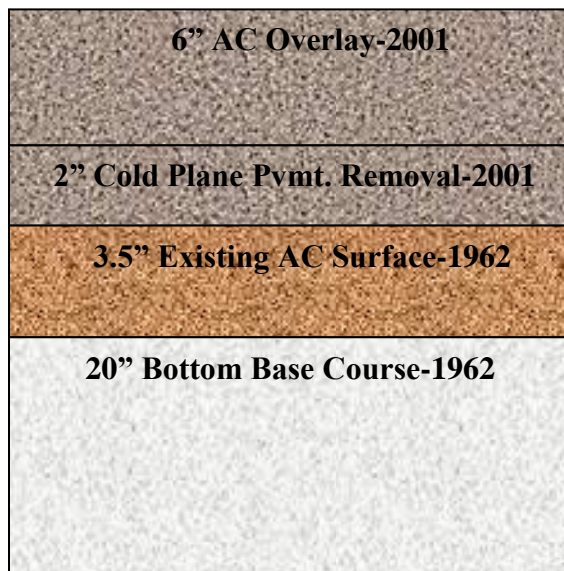 6” AC Overlay-2001
2” Cold Plane Pvmt. Removal-2001
3.5” Existing AC Surface-1962
20” Bottom Base Course-1962